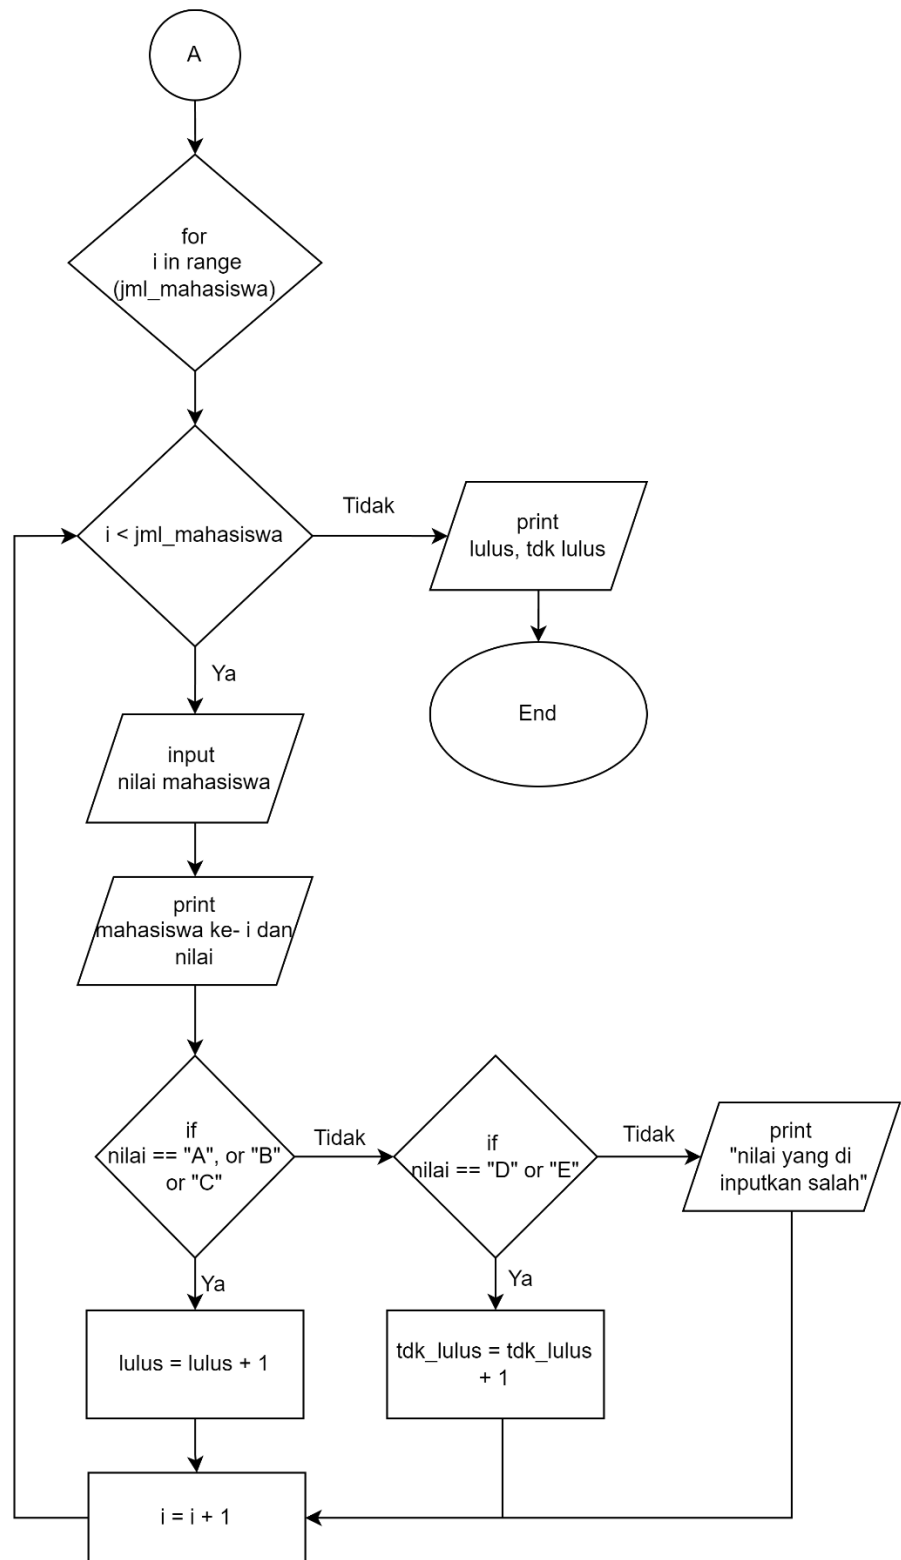 A
for
i in range
(jml_mahasiswa)
i < jml_mahasiswa
Tidak
print
lulus, tdk lulus
End
Ya
input
nilai mahasiswa
print
mahasiswa ke- i dan
nilai
if
nilai == "A", or "B"
or "C"
Tidak
if
nilai == "D" or "E"
Tidak
print
"nilai yang di
inputkan salah"
Ya
lulus = lulus + 1
Ya
tdk_lulus = tdk_lulus
+ 1
i = i + 1